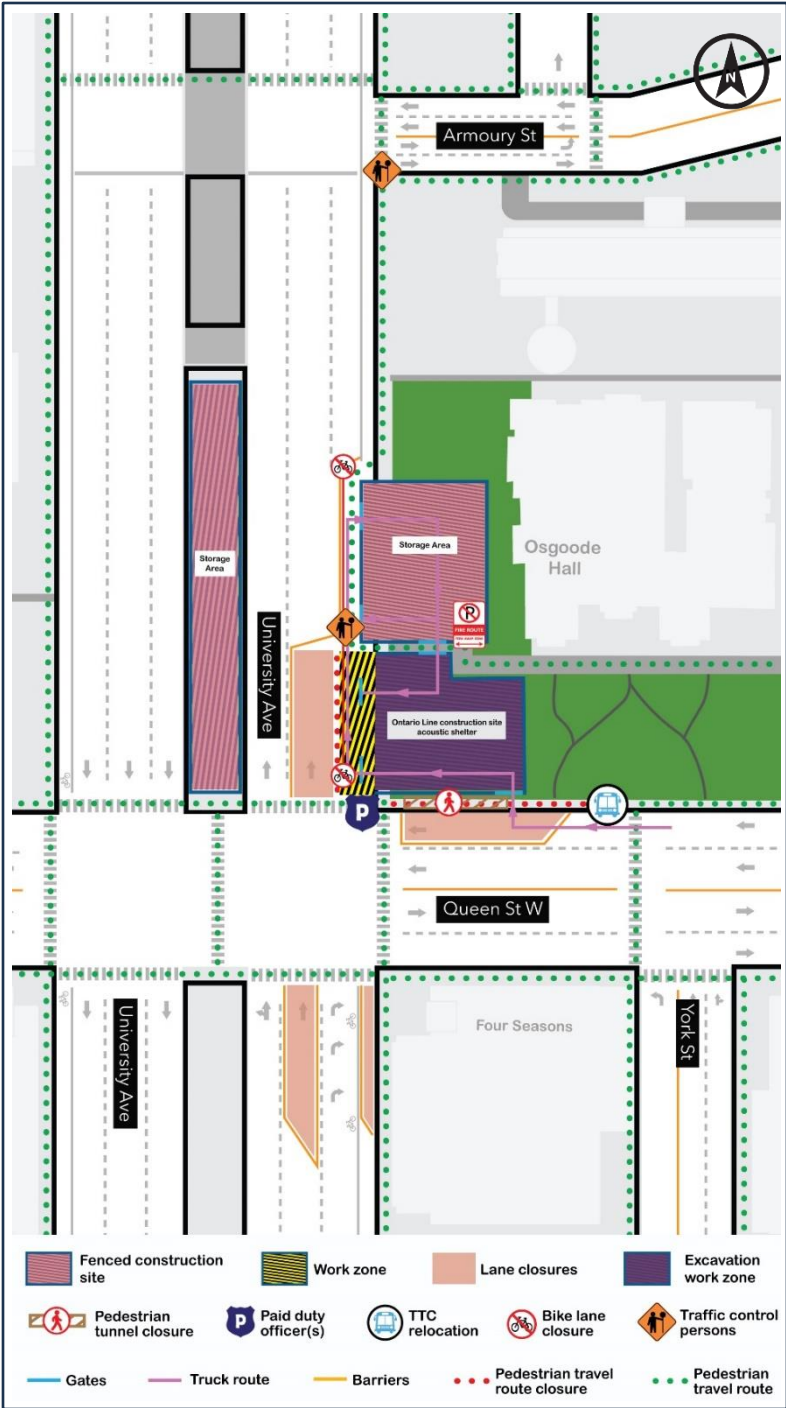 N
Armoury St
Storage Area
Osgoode
Hall
Storage
Area
P
FIRE ROUTE
University Ave
Ontario Line construction site
acoustic shelter
P
Queen St W
University Ave
Four Seasons
York St
Fenced construction
site
Work zone
Lane closures
Excavation
work zone
Pedestrian
tunnel closure
P
Paid duty
officer(s)
TTC
relocation
Bike lane
closure
Traffic control
persons
Gates
Truck route
Barriers
Pedestrian travel
route closure
Pedestrian
travel route